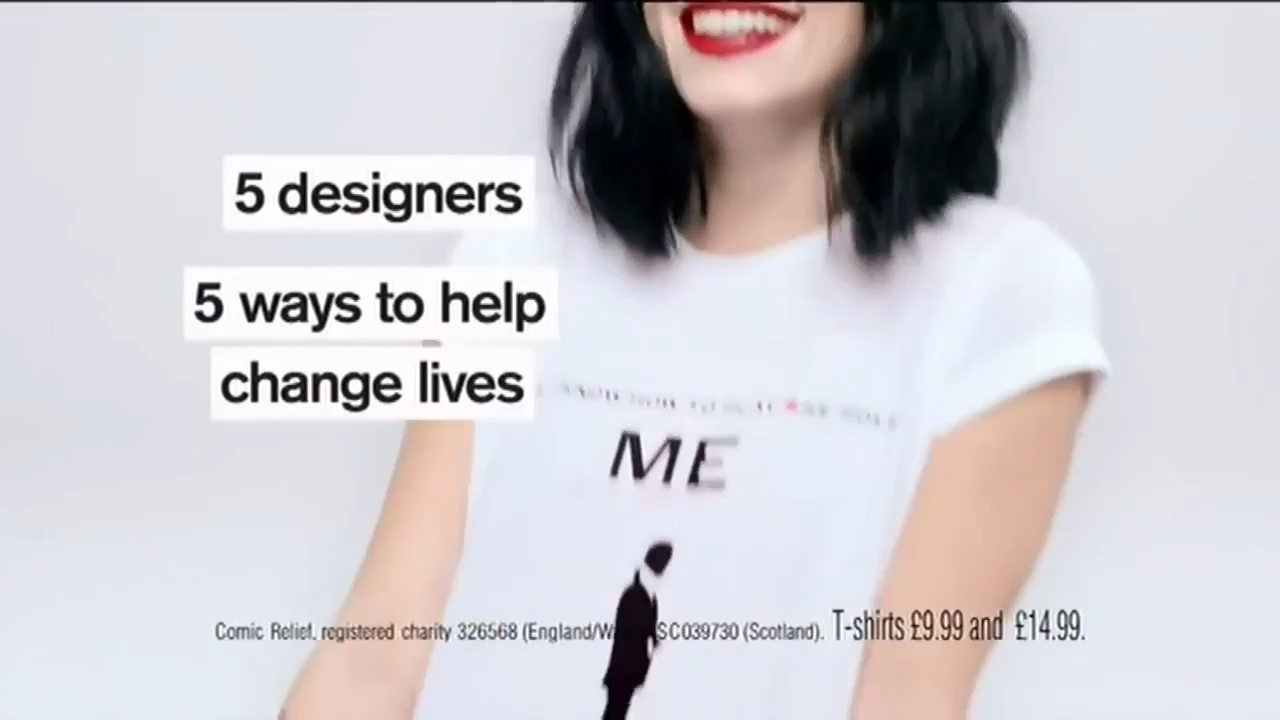 5 designers
5 ways to help
change lives
ME
Comic Relief, registered charity 326568 (England/W SC039730 (Scotland). T-shirts £9.99 and £14.99.